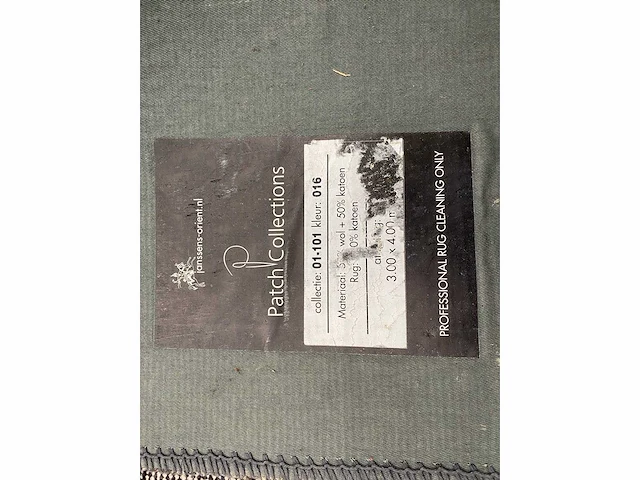 janssens-orient.nl
Patch Collections
collectie: 01-101 kleur: 016
Materiaal: wol + 50% katoen
Rug: katoen
3.00 x 4.00
PROFESSIONAL RUG CLEANING ONLY